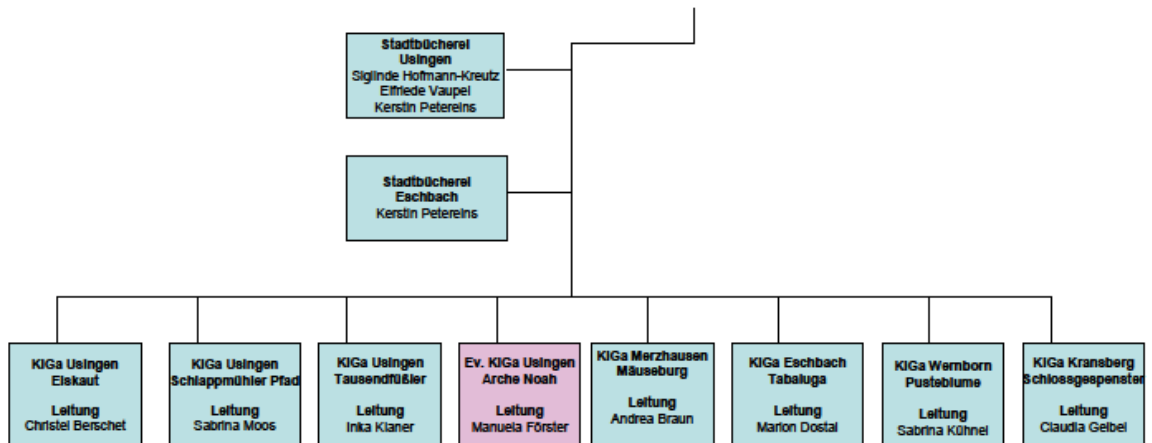 Stadtbücherei
Usingen
Siglinde Hofmann-Kreutz
Elfriede Vaupel
Kerstin Petereins
Stadtbücherei
Eschbach
Kerstin Petereins
KiGa Usingen
Eiskaut
Leitung
Christel Berschet
KiGa Usingen
Schlappmühler Pfad
Leitung
Sabrina Moos
KiGa Usingen
Tausendfüßler
Leitung
Inka Klaner
Ev. KiGa Usingen
Arche Noah
Leitung
Manuela Förster
KiGa Merzhausen
Mäuseburg
Leitung
Andrea Braun
KiGa Eschbach
Tabaluga
Leitung
Marion Dostal
KiGa Wernborn
Pusteblume
Leitung
Sabrina Kühnel
KiGa Kransberg
Schlossgespenster
Leitung
Claudia Geibel